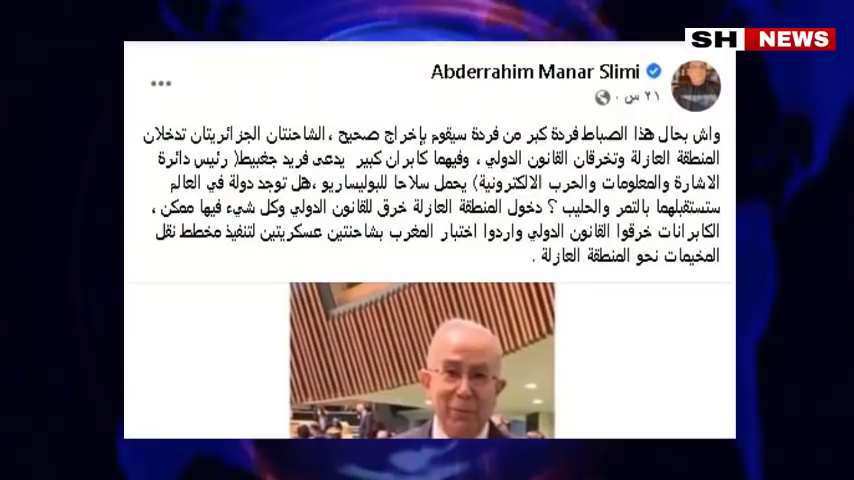 SH NEWS
Abderrahim Manar Slimi
٢١ س ·
واش بحال هذا الصباط فردة كبر من فردة سيقوم بإخراج صحيح ، الشاحنتان الجزائريتان تدخلان
المنطقة العازلة وتخرقان القانون الدولي ، وفيهما كابران كبير يدعى فريد جغبيط( رئيس دائرة
الاشارة والمعلومات والحرب الالكترونية) يحمل سلاحا للبوليساريو ،هل توجد دولة في العالم
ستستقبلهما بالتمر والحليب ؟ دخول المنطقة العازلة خرق للقانون الدولي وكل شيء فيها ممكن ،
الكابرانات خرقوا القانون الدولي واردوا اختبار المغرب بشاحنتين عسكريتين لتنفيذ مخطط نقل
المخيمات نحو المنطقة العازلة .